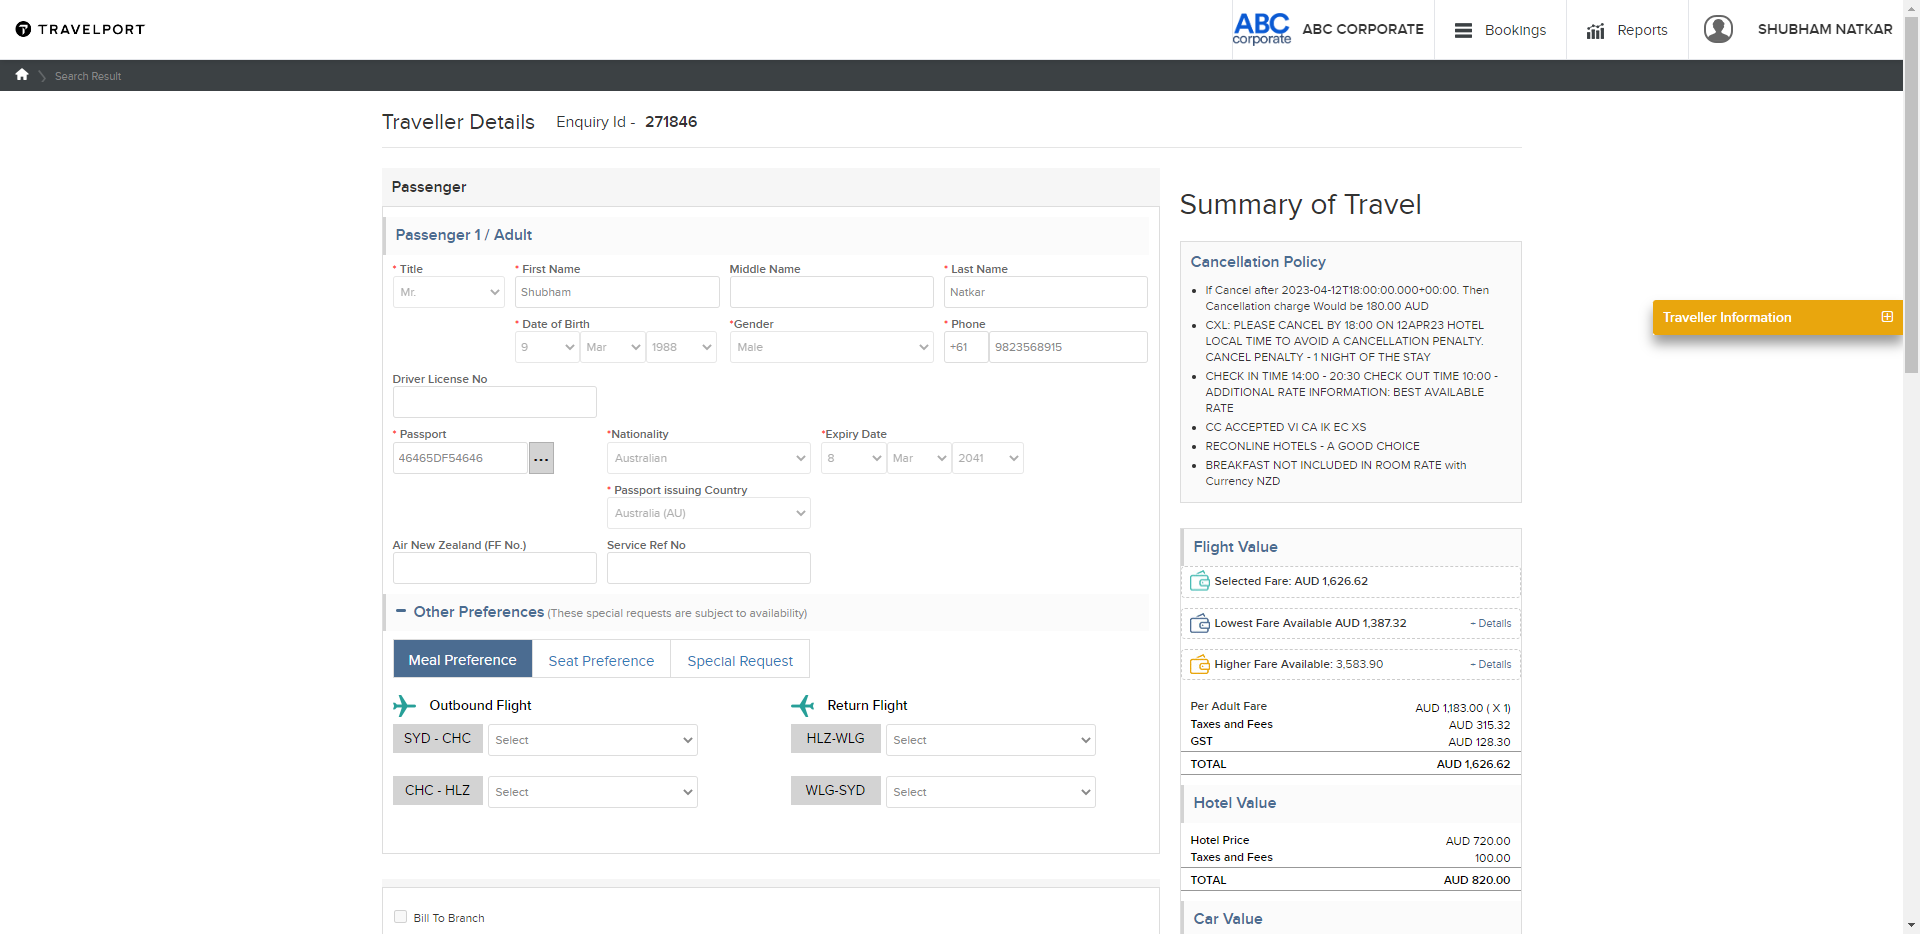 TRAVELPORT
ABC corporate
ABC CORPORATE
Bookings
Reports
SHUBHAM NATKAR
Search Result
Traveller Details
Enquiry Id - 271846
Passenger
Passenger 1 / Adult
* Title
* First Name
Middle Name
* Last Name
Mr.
Shubham
Natkar
* Date of Birth
*Gender
* Phone
9
Mar
1988
Male
+61
9823568915
Driver License No
* Passport
*Nationality
*Expiry Date
46465DF54646
...
Australian
8
Mar
2041
* Passport issuing Country
Australia (AU)
Air New Zealand (FF No.)
Service Ref No
Other Preferences (These special requests are subject to availability)
Meal Preference
Seat Preference
Special Request
Outbound Flight
Return Flight
SYD - CHC
Select
HLZ-WLG
Select
CHC - HLZ
Select
WLG-SYD
Select
Bill To Branch
Summary of Travel
Cancellation Policy
If Cancel after 2023-04-12T18:00:00.000+00:00. Then
Cancellation charge Would be 180.00 AUD
CXL: PLEASE CANCEL BY 18:00 ON 12APR23 HOTEL
LOCAL TIME TO AVOID A CANCELLATION PENALTY.
CANCEL PENALTY - 1 NIGHT OF THE STAY
CHECK IN TIME 14:00 - 20:30 CHECK OUT TIME 10:00 -
ADDITIONAL RATE INFORMATION: BEST AVAILABLE
RATE
CC ACCEPTED VI CA IK EC XS
RECONLINE HOTELS - A GOOD CHOICE
BREAKFAST NOT INCLUDED IN ROOM RATE with
Currency NZD
Flight Value
Selected Fare: AUD 1,626.62
Lowest Fare Available AUD 1,387.32
+ Details
Higher Fare Available: 3,583.90
+ Details
Per Adult Fare
AUD 1,183.00 ( X 1)
Taxes and Fees
AUD 315.32
GST
AUD 128.30
TOTAL
AUD 1,626.62
Hotel Value
Hotel Price
AUD 720.00
Taxes and Fees
100.00
TOTAL
AUD 820.00
Car Value
Traveller Information